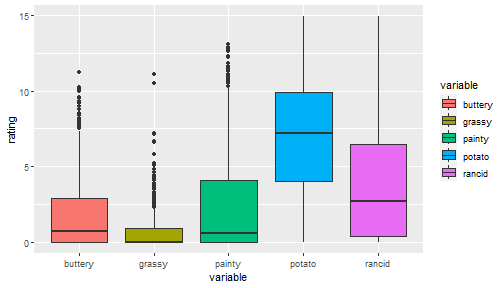 15
10
5
0
rating
buttery grassy painty potato rancid
variable
variable
buttery
grassy
painty
potato
rancid